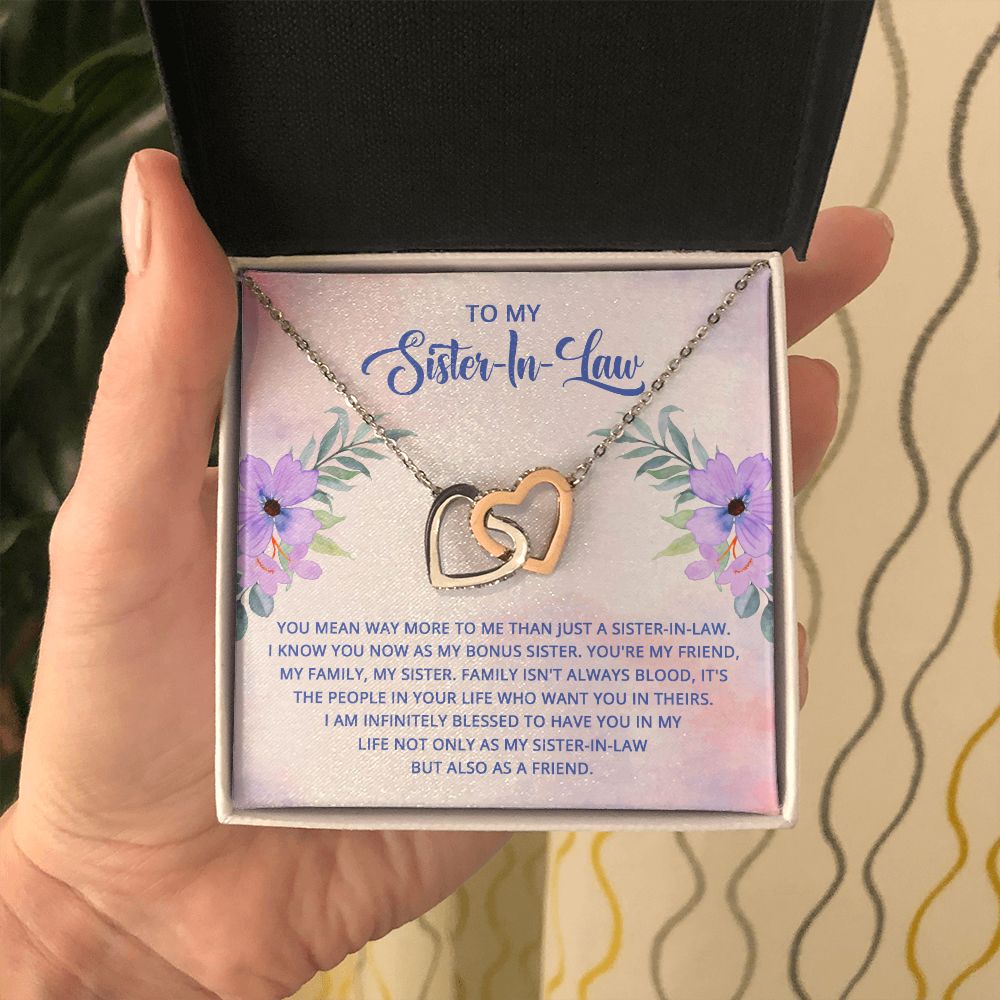 TO MY
Sister-In-Law
YOU MEAN WAY MORE TO ME THAN JUST A SISTER-IN-LAW.
I KNOW YOU NOW AS MY BONUS SISTER. YOU'RE MY FRIEND,
MY FAMILY, MY SISTER. FAMILY ISN'T ALWAYS BLOOD, IT'S
THE PEOPLE IN YOUR LIFE WHO WANT YOU IN THEIRS.
I AM INFINITELY BLESSED TO HAVE YOU IN MY
LIFE NOT ONLY AS MY SISTER-IN-LAW
BUT ALSO AS A FRIEND.